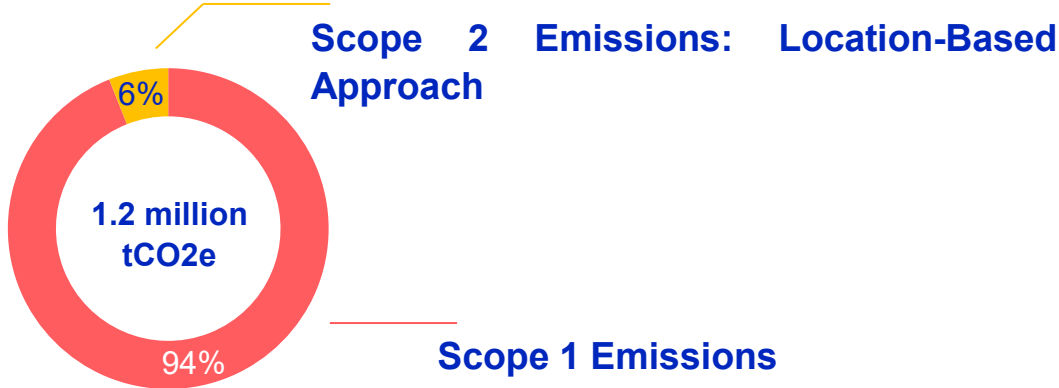 Scope 2 Emissions: Location-Based
Approach
6%
1.2 million
tCO2e
Scope 1 Emissions
94%